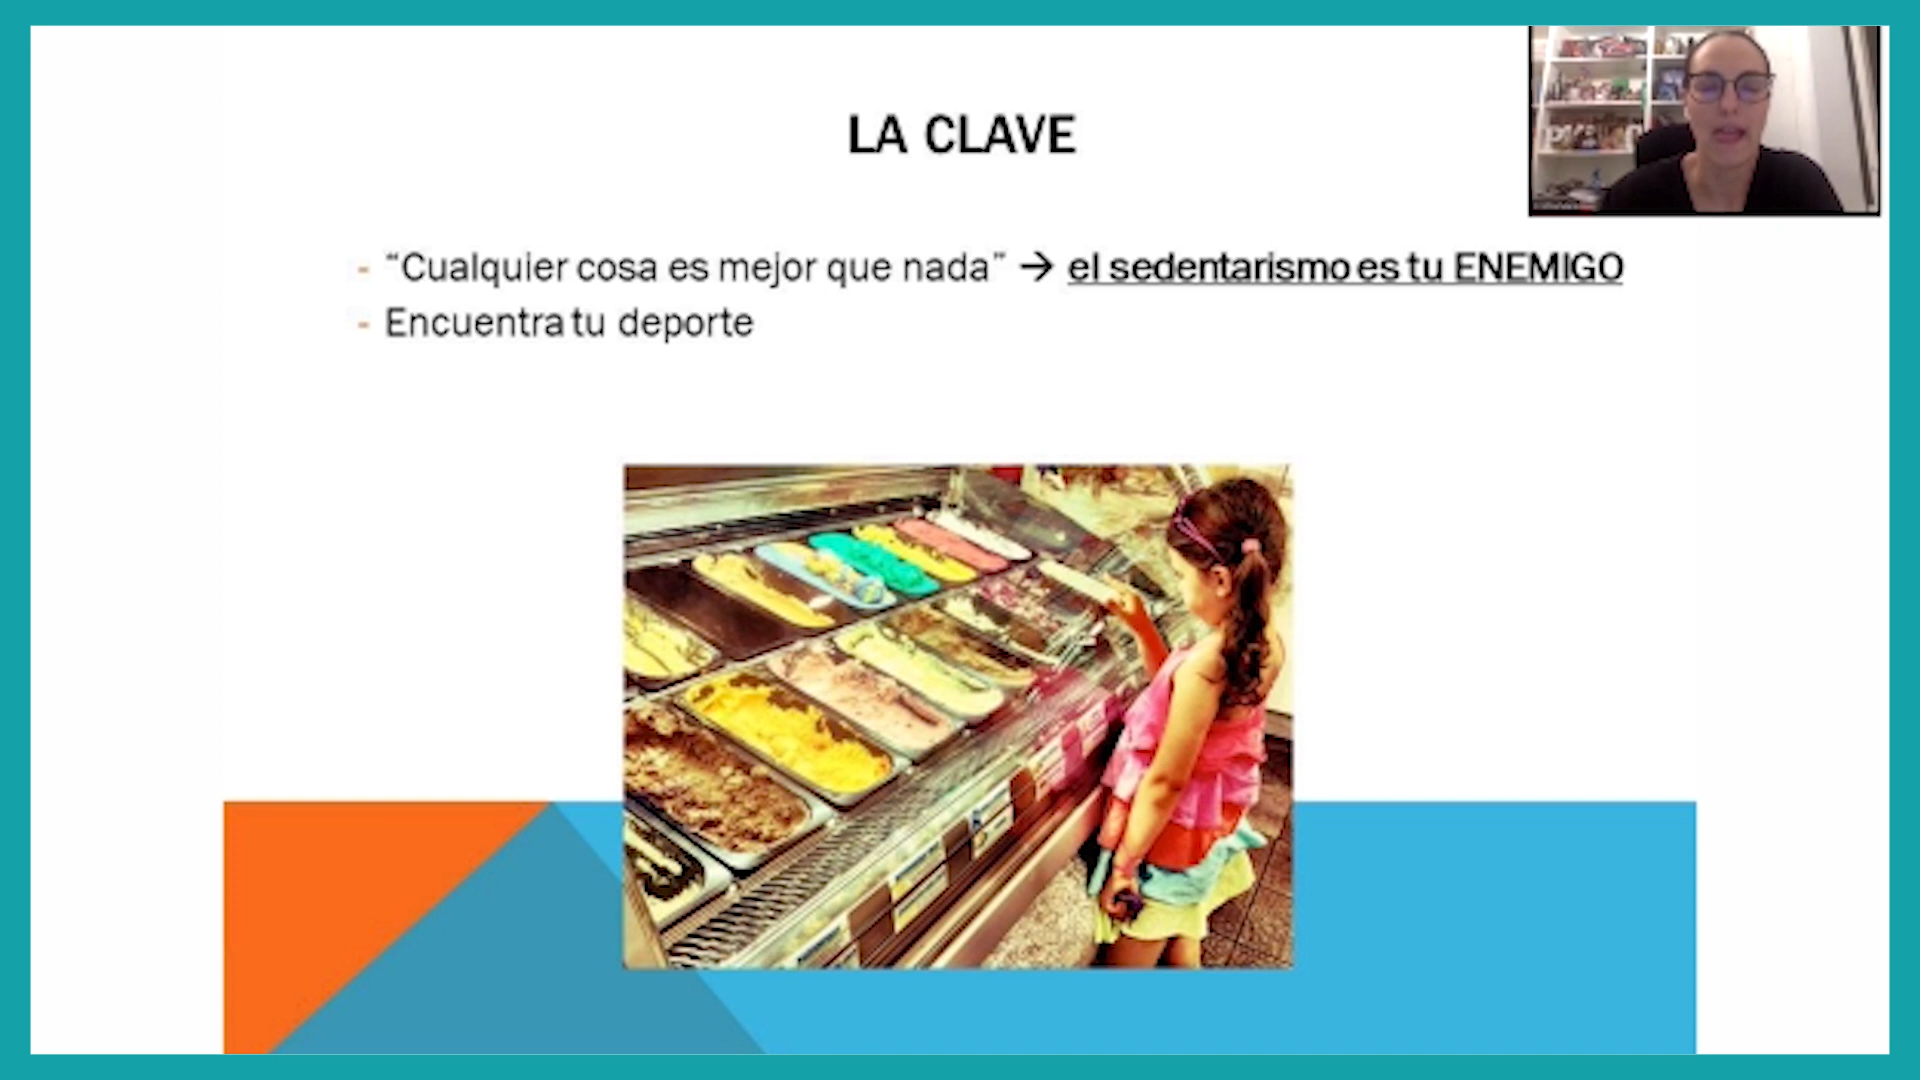 LA CLAVE
- “Cualquier cosa es mejor que nada” → el sedentarismo es tu ENEMIGO
- Encuentra tu deporte